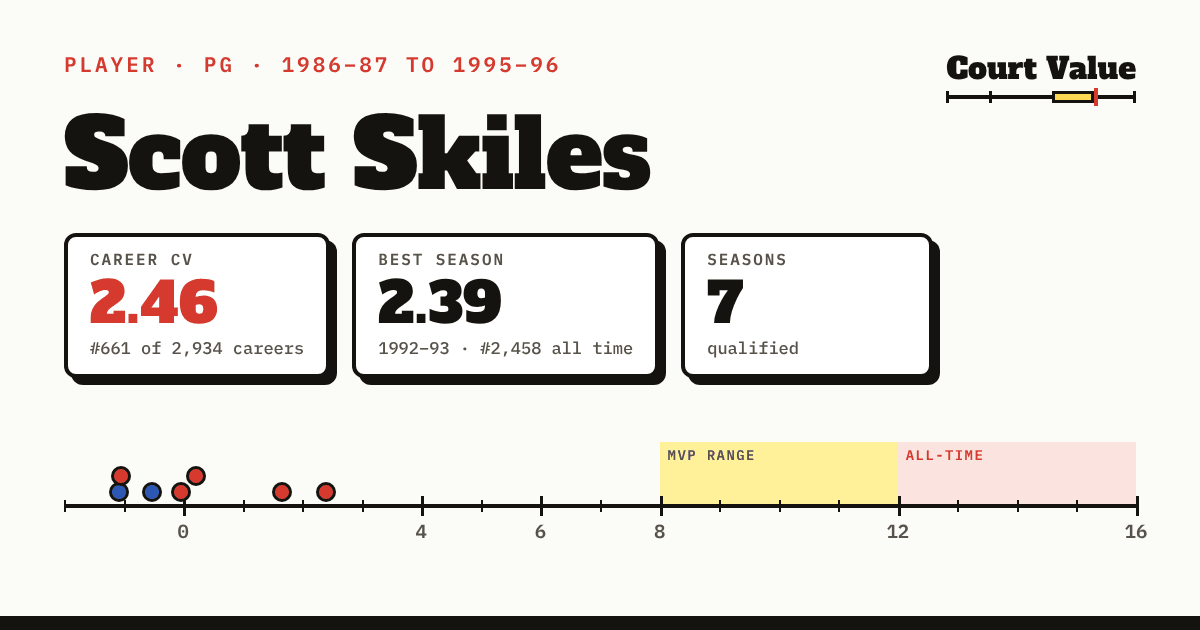 PLAYER · PG · 1986–87 TO 1995–96
Court Value
Scott Skiles
CAREER CV
2.46
#661 of 2,934 careers
BEST SEASON
2.39
1992–93 · #2,458 all time
SEASONS
7
qualified
MVP RANGE
ALL-TIME
0 4 6 8 12 16